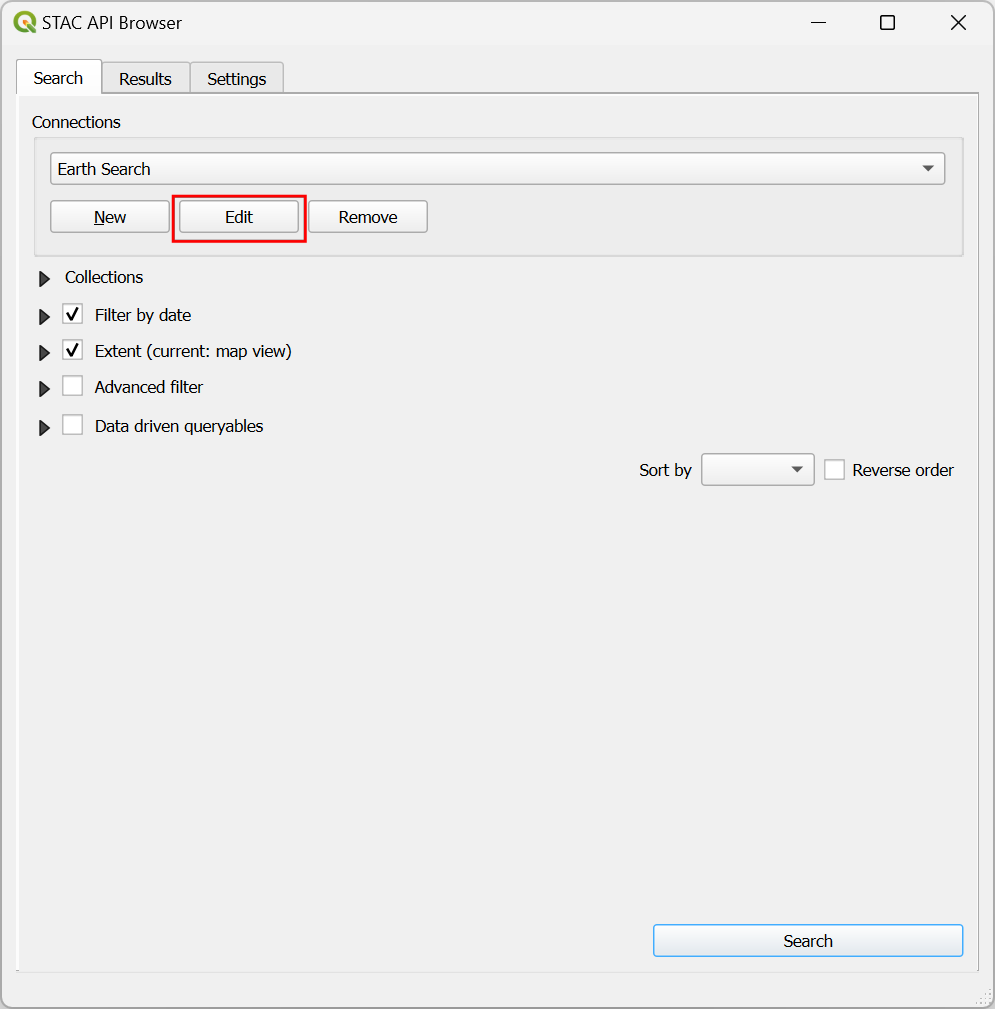 STAC API Browser
Search Results Settings
Connections
Earth Search
New Edit Remove
Collections
Filter by date
Extent (current: map view)
Advanced filter
Data driven queryables
Sort by Reverse order
Search